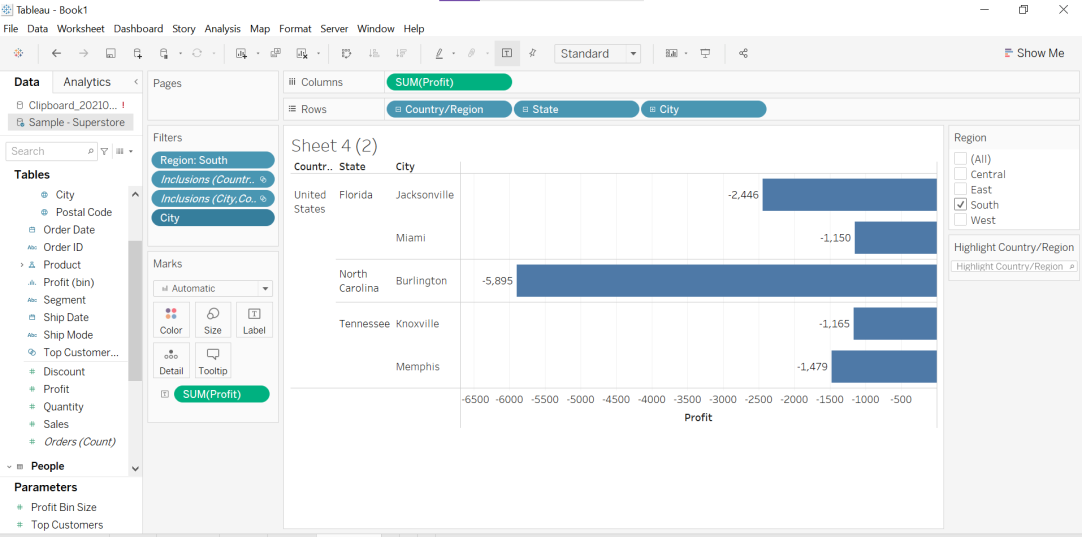 Tableau - Book1
File Data Worksheet Dashboard Story Analysis Map Format Server Window Help
Standard
Show Me
Data Analytics
Clipboard_20210... !
Sample - Superstore
Search
Tables
City
Postal Code
Order Date
Abc Order ID
Product
Profit (bin)
Abc Segment
Ship Date
Abc Ship Mode
Top Customer...
# Discount
# Profit
# Quantity
# Sales
# Orders (Count)
People
Parameters
# Profit Bin Size
# Top Customers
Pages
Filters
Region: South
Inclusions (Countr..
Inclusions (City,Co..
City
Marks
Automatic
Color Size Label
Detail Tooltip
SUM(Profit)
Columns SUM(Profit)
Rows Country/Region State City
Sheet 4 (2)
Countr.. State City
United States Florida Jacksonville -2,446
Miami -1,150
North Carolina Burlington -5,895
Tennessee Knoxville -1,165
Memphis -1,479
-6500 -6000 -5500 -5000 -4500 -4000 -3500 -3000 -2500 -2000 -1500 -1000 -500
Profit
Region
(All)
Central
East
South
West
Highlight Country/Region
Highlight Country/Region